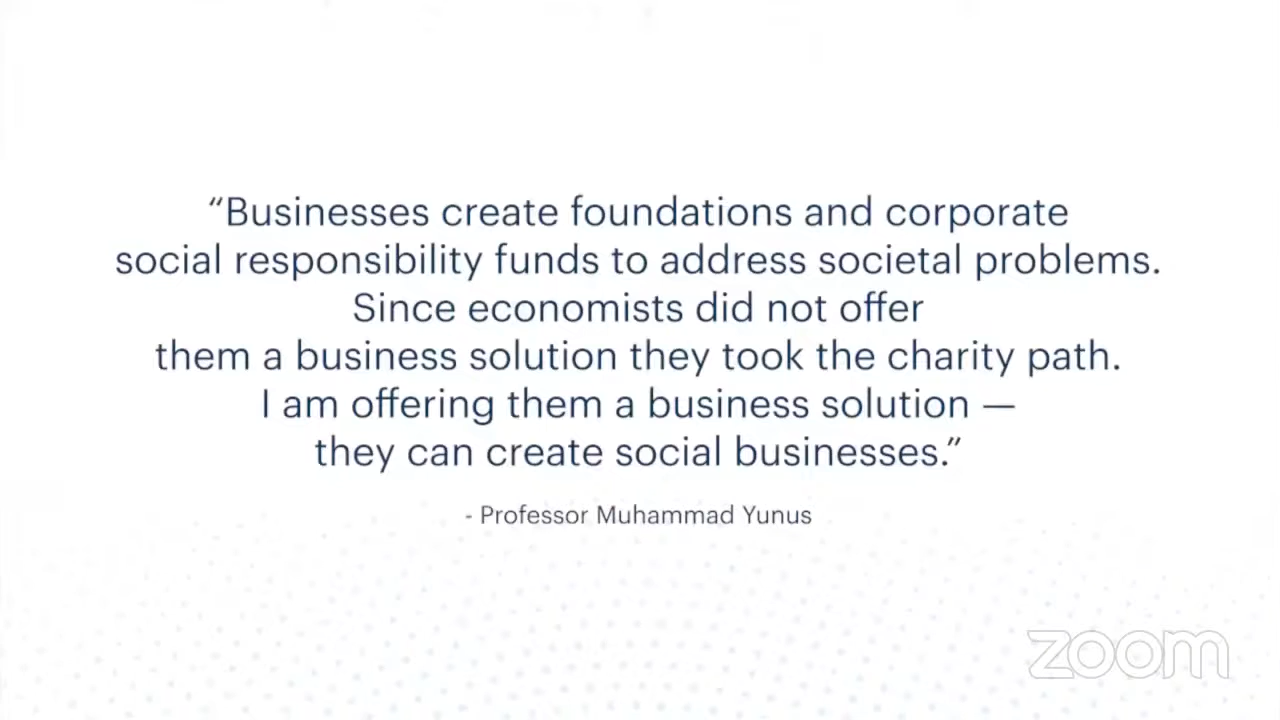 “Businesses create foundations and corporate
social responsibility funds to address societal problems.
Since economists did not offer
them a business solution they took the charity path.
I am offering them a business solution —
they can create social businesses.”
- Professor Muhammad Yunus
zoom